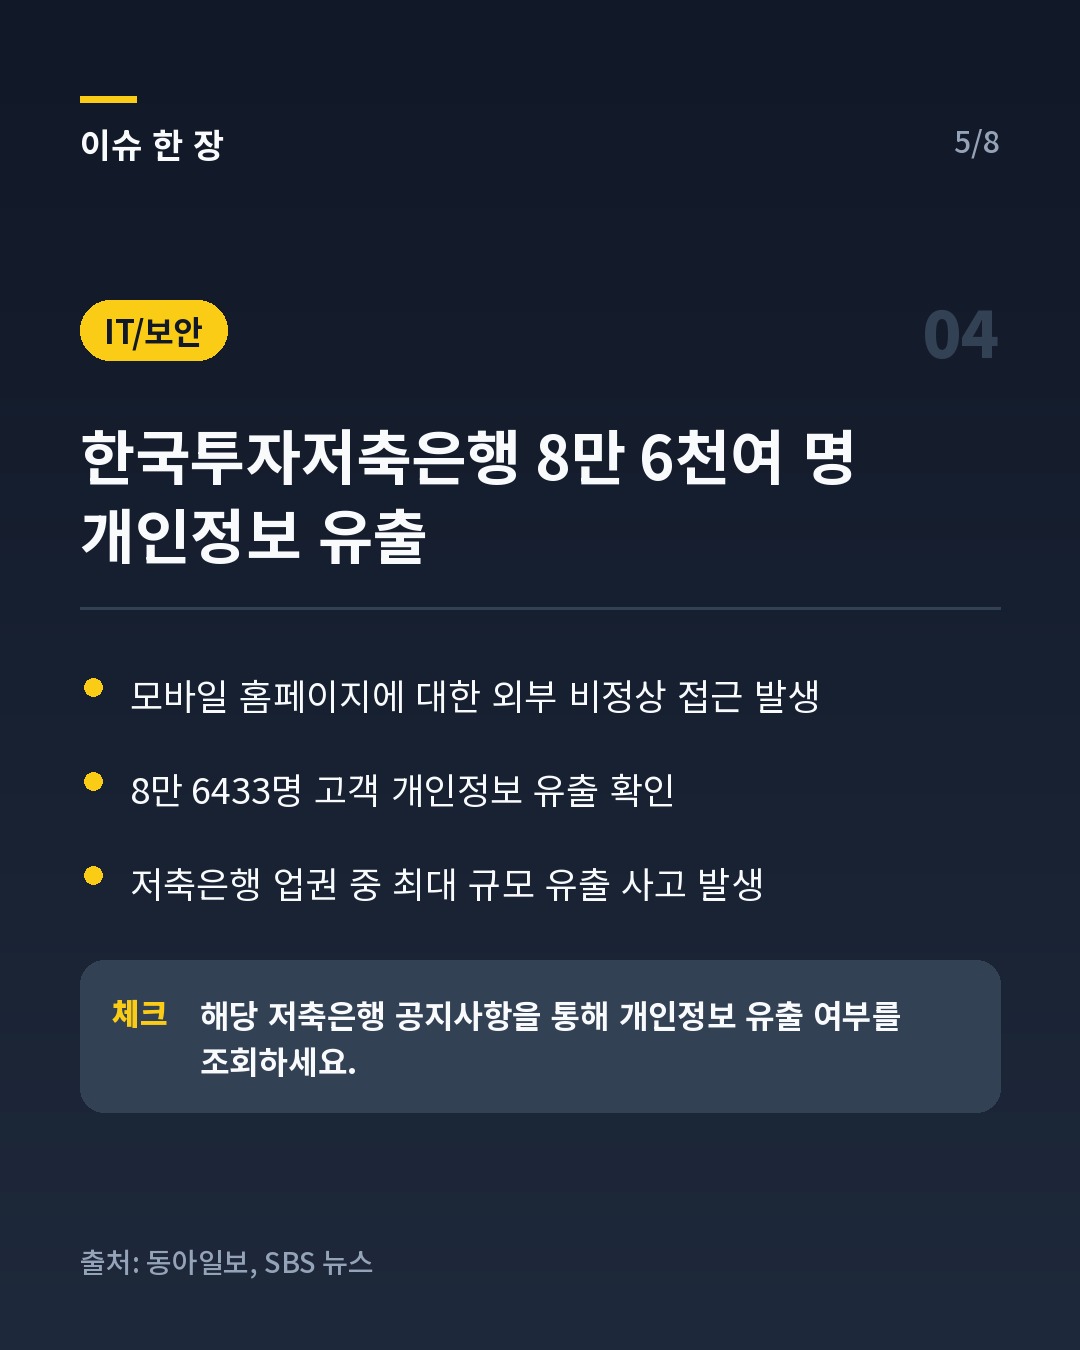 이슈 한 장
5/8
IT/보안
04
한국투자저축은행 8만 6천여 명
개인정보 유출
모바일 홈페이지에 대한 외부 비정상 접근 발생
8만 6433명 고객 개인정보 유출 확인
저축은행 업권 중 최대 규모 유출 사고 발생
체크
해당 저축은행 공지사항을 통해 개인정보 유출 여부를
조회하세요.
출처: 동아일보, SBS 뉴스